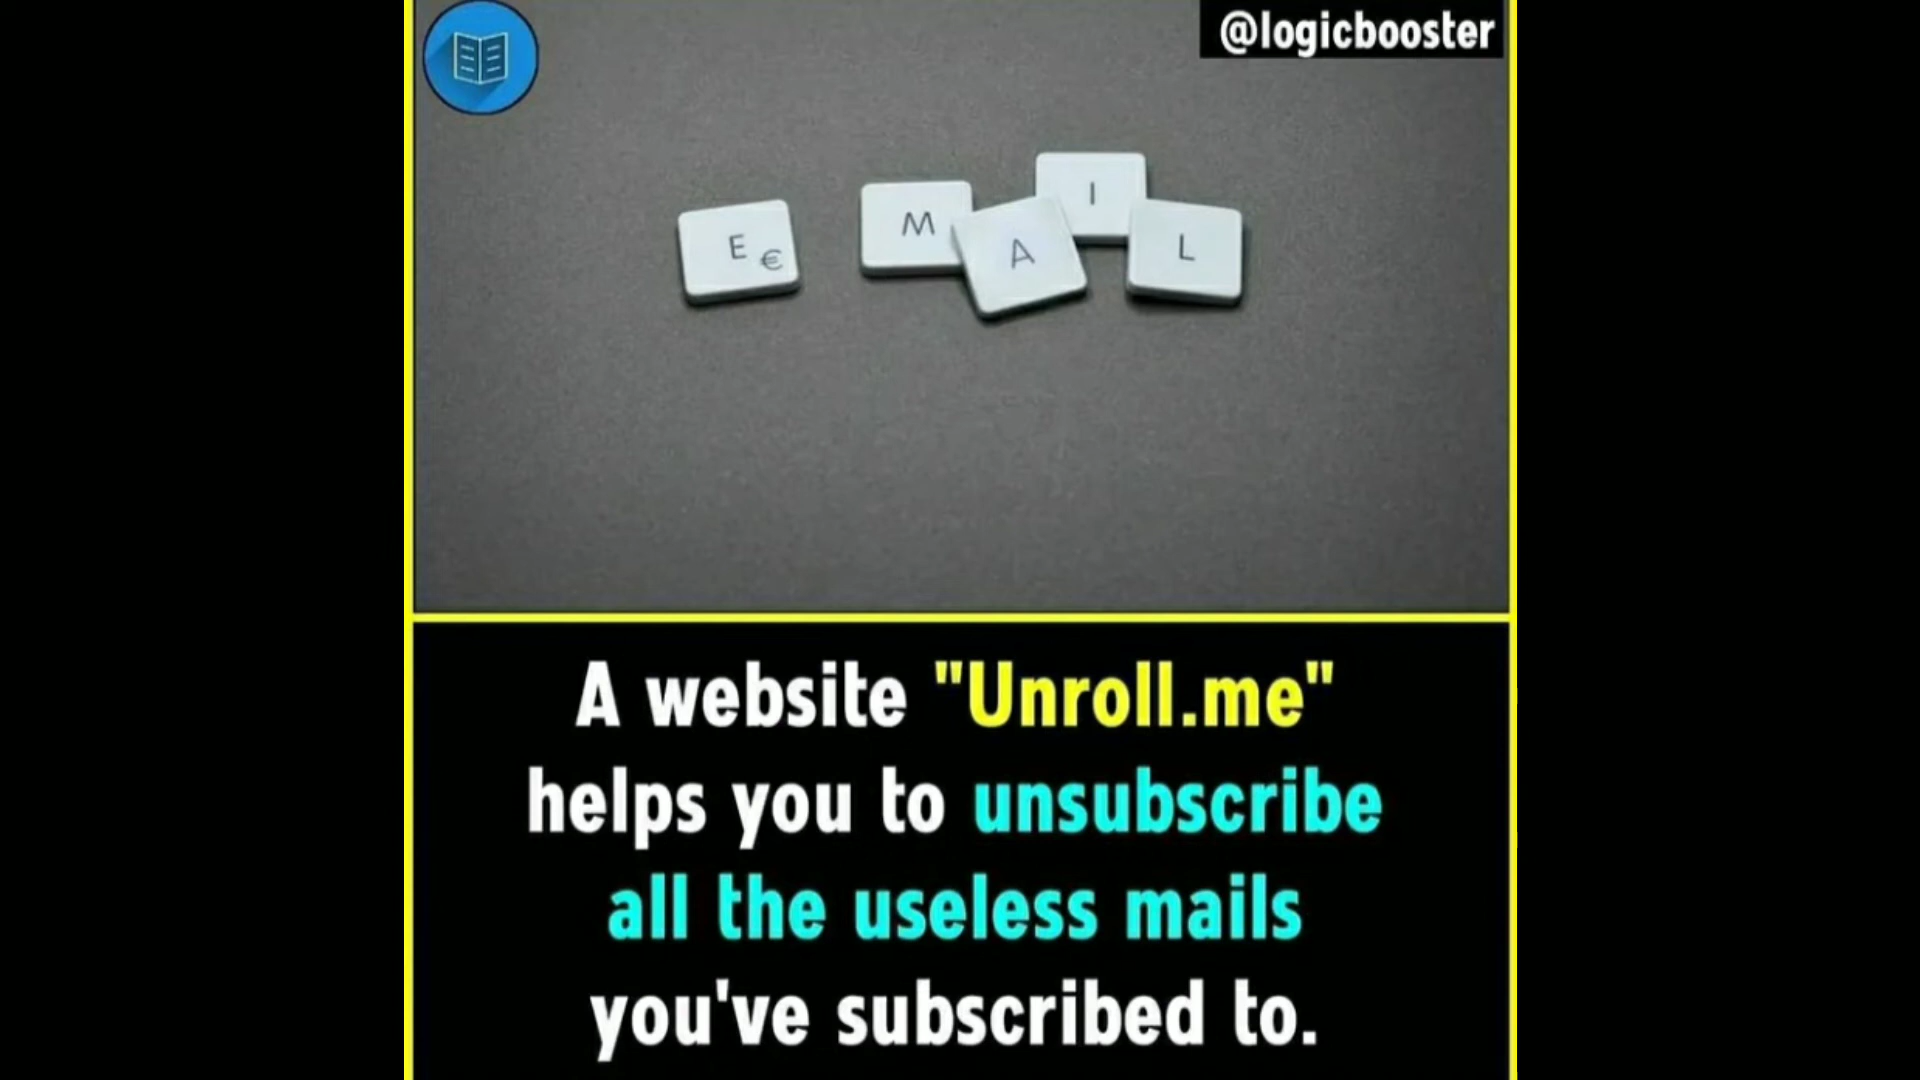 @logicbooster
E €
M
A
I
L
A website "Unroll.me"
helps you to unsubscribe
all the useless mails
you've subscribed to.